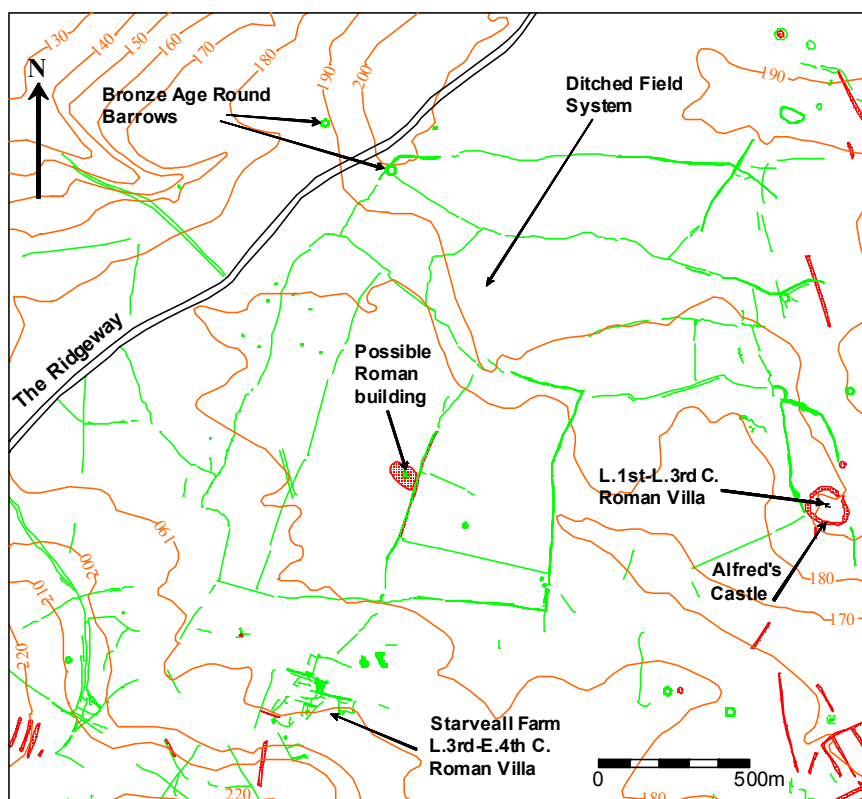 130
140
150
160
170
180
190
200
190
N
Bronze Age Round
Barrows
Ditched Field
System
The Ridgeway
Possible
Roman
building
L.1st-L.3rd C.
Roman Villa
Alfred's
Castle
180
170
190
200
210
220
Starveall Farm
L.3rd-E.4th C.
Roman Villa
220
180
0
500m